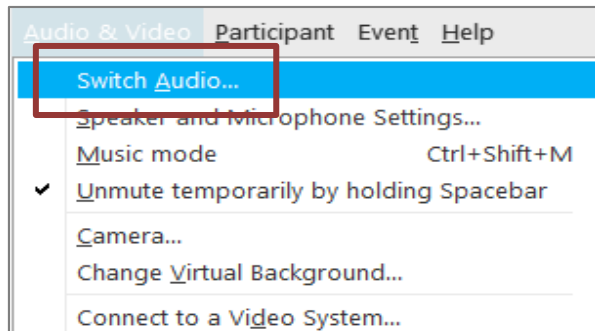 Audio & Video Participant Event Help
Switch Audio...
Speaker and Microphone Settings...
Music mode Ctrl+Shift+M
Unmute temporarily by holding Spacebar
Camera...
Change Virtual Background...
Connect to a Video System...